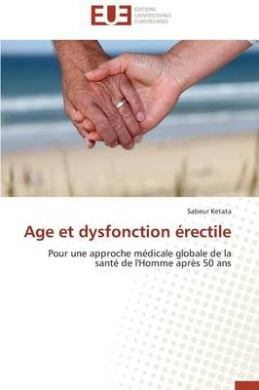 EUE
EDITIONS
UNIVERSITAIRES
EUROPEENNES
Sabeur Ketata
Age et dysfonction érectile
Pour une approche médicale globale de la
santé de l'Homme après 50 ans